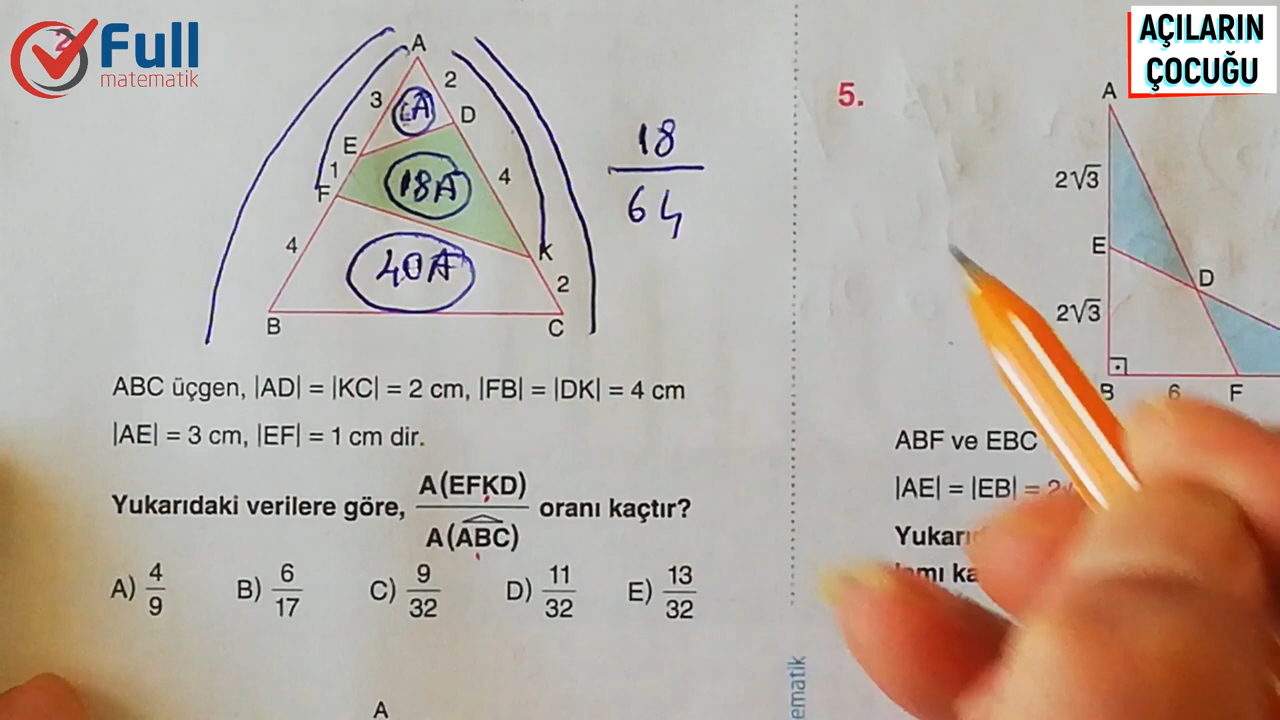 Full
matematik
AÇILARIN
ÇOCUĞU
A
2
3
6A
D
E
1
18A
4
F
4
40A
K
2
B
C
18
64
ABC üçgen, |AD| = |KC| = 2 cm, |FB| = |DK| = 4 cm
|AE| = 3 cm, |EF| = 1 cm dir.
Yukarıdaki verilere göre, A(EFKD) / A(ABC) oranı kaçtır?
A) 4/9 B) 6/17 C) 9/32 D) 11/32 E) 13/32
A
5.
A
2√3
E
D
2√3
B
6
F
ABF ve EBC
|AE| = |EB| = 2
ematik